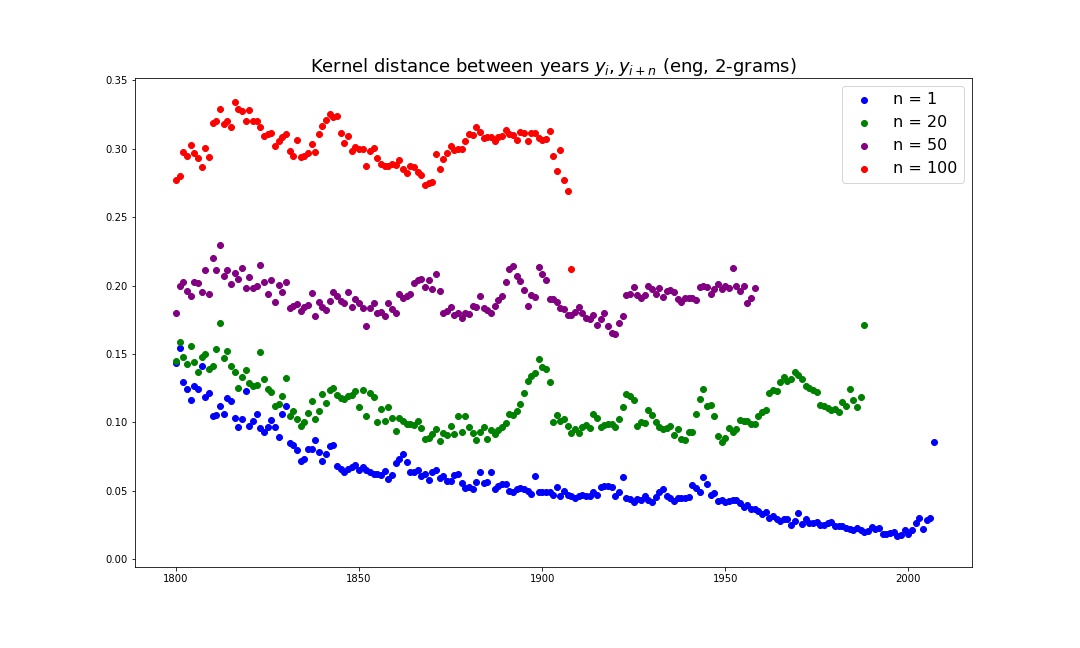 Kernel distance between years $y_i, y_{i+n}$ (eng, 2-grams)
n = 1
n = 20
n = 50
n = 100
0.35
0.30
0.25
0.20
0.15
0.10
0.05
0.00
1800 1850 1900 1950 2000